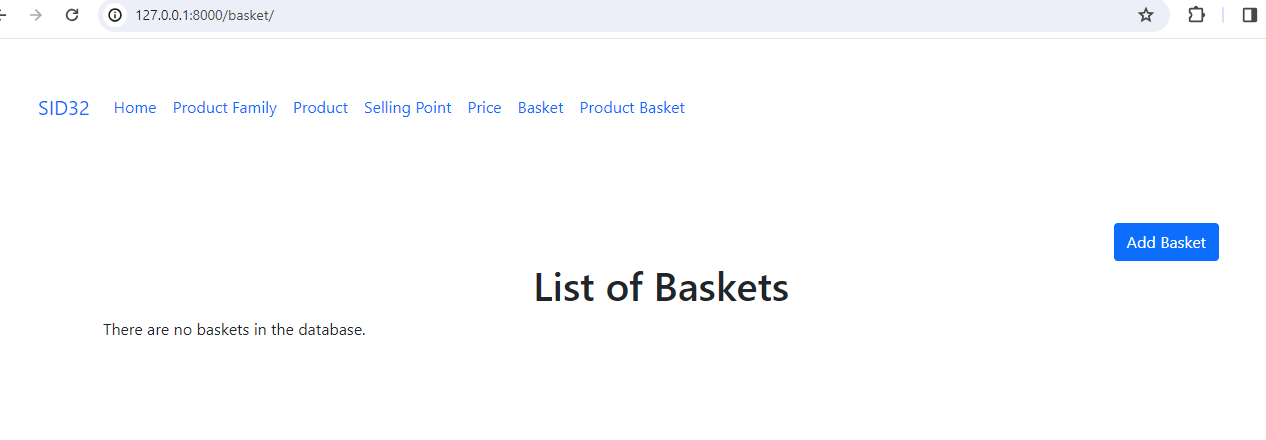 127.0.0.1:8000/basket/
SID32 Home Product Family Product Selling Point Price Basket Product Basket
Add Basket
List of Baskets
There are no baskets in the database.